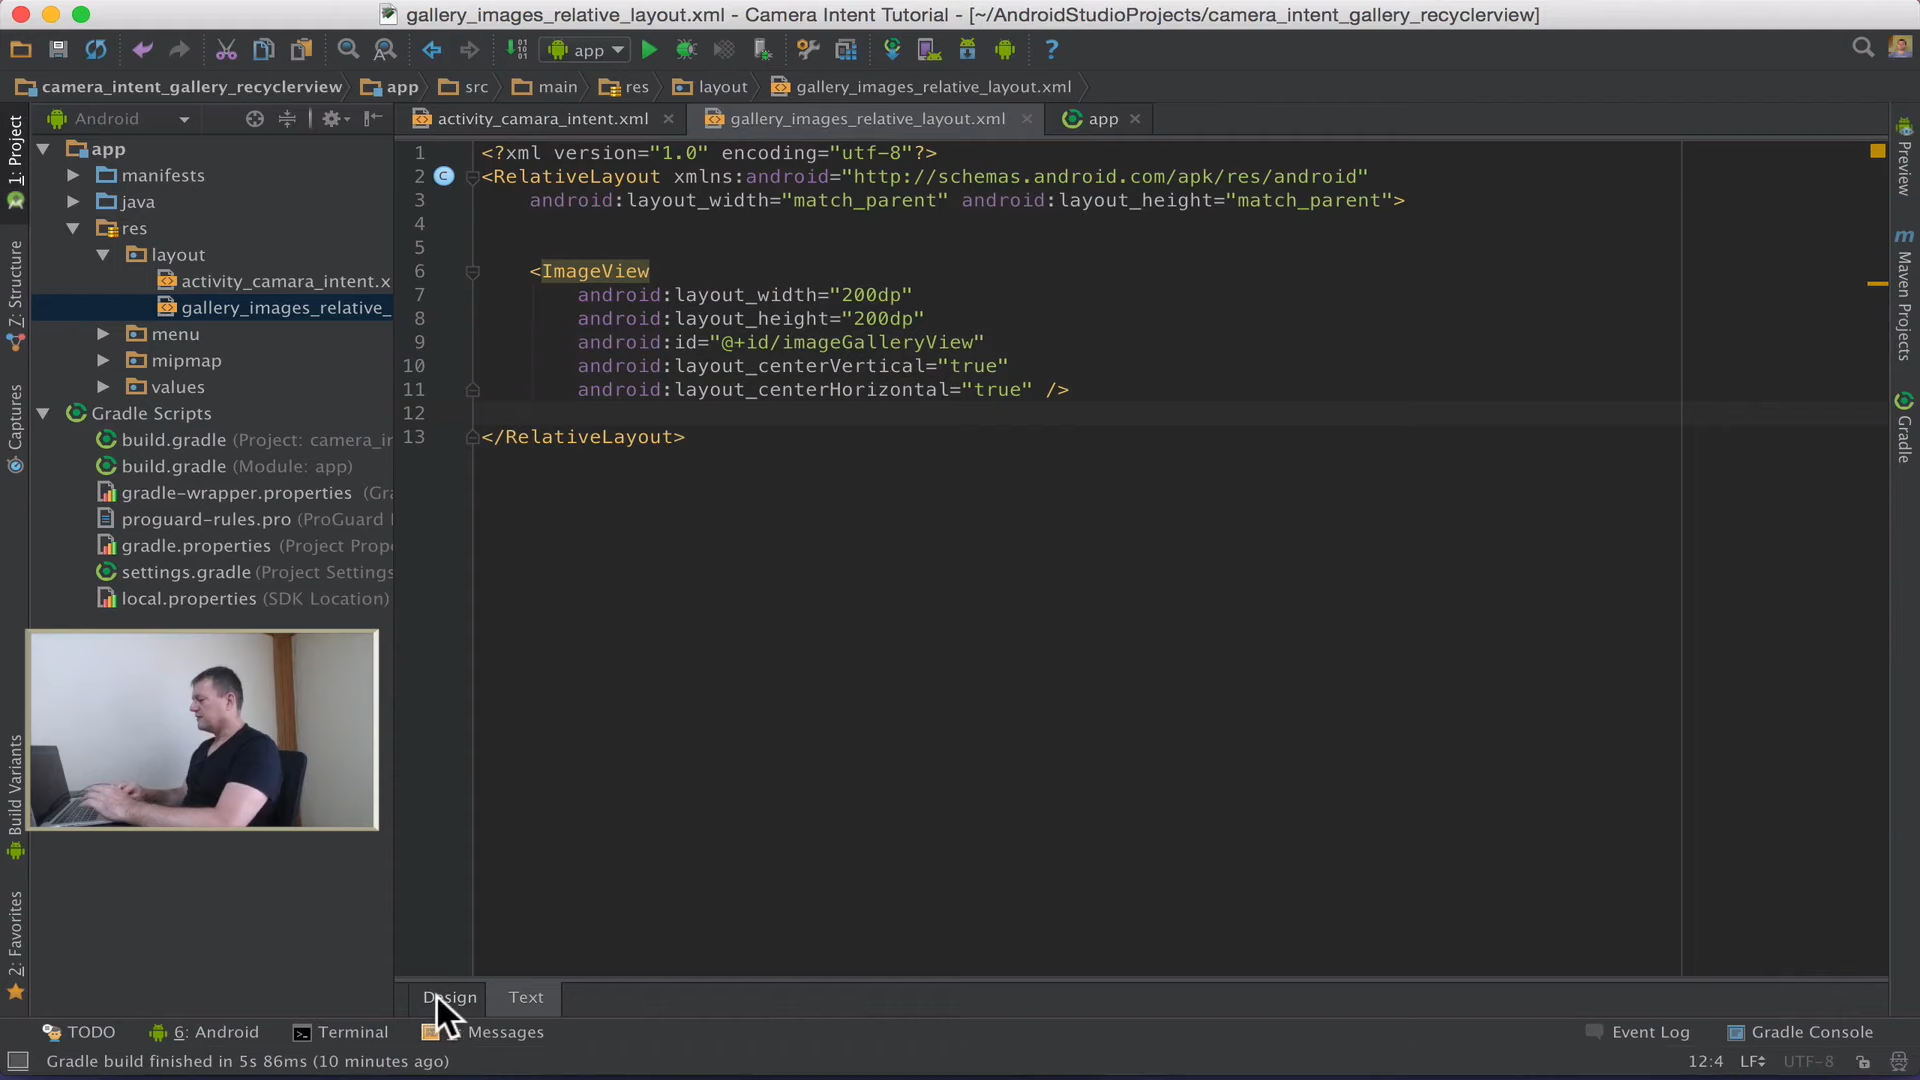 gallery_images_relative_layout.xml - Camera Intent Tutorial - [~/AndroidStudioProjects/camera_intent_gallery_recyclerview]
app
camera_intent_gallery_recyclerview app src main res layout gallery_images_relative_layout.xml
Android
activity_camara_intent.xml gallery_images_relative_layout.xml app
1: Project
Z: Structure
Captures
Build Variants
2: Favorites
app
manifests
java
res
layout
activity_camara_intent.x
gallery_images_relative_
menu
mipmap
values
Gradle Scripts
build.gradle (Project: camera_ir
build.gradle (Module: app)
gradle-wrapper.properties (Gra
proguard-rules.pro (ProGuard
gradle.properties (Project Prope
settings.gradle (Project Settings
local.properties (SDK Location)
1 <?xml version="1.0" encoding="utf-8"?>
2 C <RelativeLayout xmlns:android="http://schemas.android.com/apk/res/android"
3 android:layout_width="match_parent" android:layout_height="match_parent">
4
5
6 <ImageView
7 android:layout_width="200dp"
8 android:layout_height="200dp"
9 android:id="@+id/imageGalleryView"
10 android:layout_centerVertical="true"
11 android:layout_centerHorizontal="true" />
12
13 </RelativeLayout>
Preview
m Maven Projects
Gradle
Design Text
TODO 6: Android Terminal Messages Event Log Gradle Console
Gradle build finished in 5s 86ms (10 minutes ago) 12:4 LF UTF-8